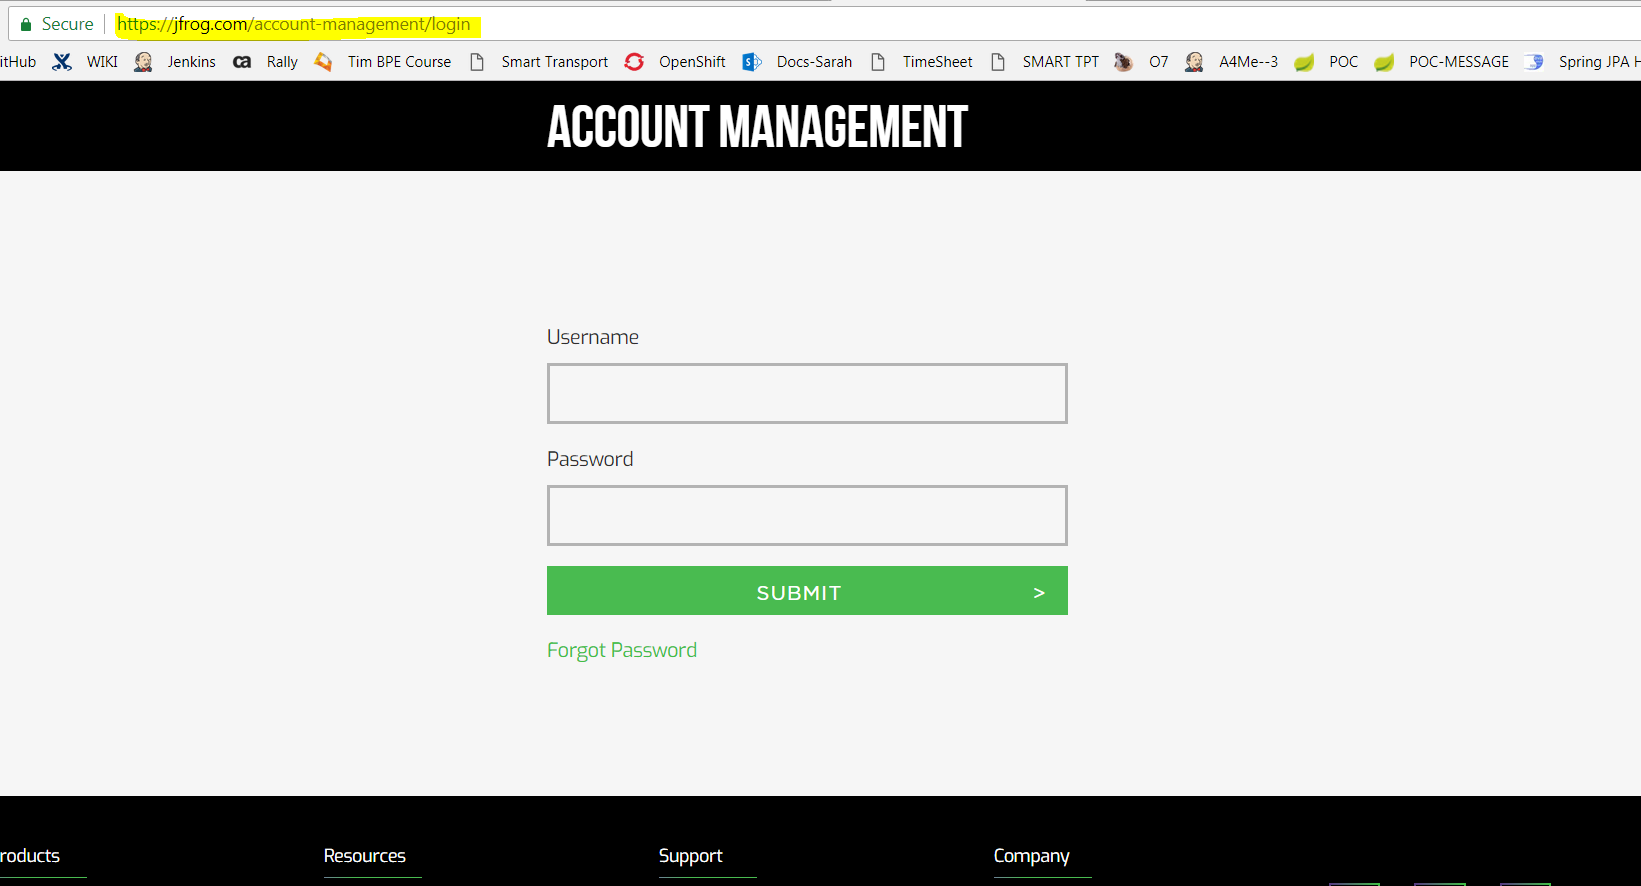 Secure https://jfrog.com/account-management/login
itHub WIKI Jenkins ca Rally Tim BPE Course Smart Transport OpenShift Docs-Sarah TimeSheet SMART TPT O7 A4Me--3 POC POC-MESSAGE Spring JPA H
ACCOUNT MANAGEMENT
Username
Password
SUBMIT >
Forgot Password
roducts Resources Support Company